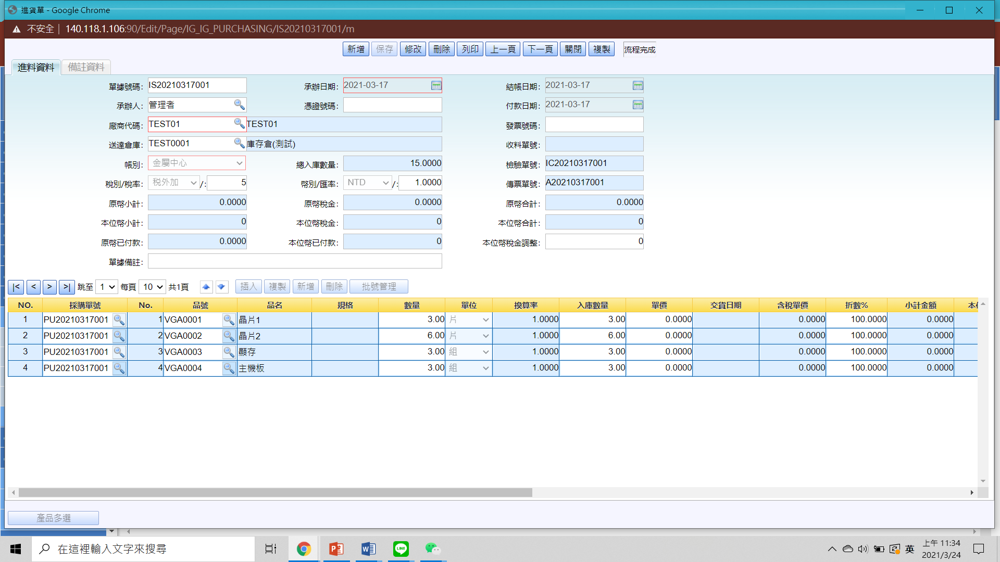 進貨單 - Google Chrome
不安全 | 140.118.1.106:90/Edit/Page/IG_IG_PURCHASING/IS20210317001/m
新增 保存 修改 刪除 列印 上一頁 下一頁 關閉 複製 流程完成
進料資料 備註資料
單據號碼: IS20210317001 承辦日期: 2021-03-17 結帳日期: 2021-03-17
承辦人: 管理者 憑證號碼: 付款日期: 2021-03-17
廠商代碼: TEST01 TEST01 發票號碼:
送達倉庫: TEST0001 庫存倉(測試) 收料單號:
帳別: 金屬中心 總入庫數量: 15.0000 檢驗單號: IC20210317001
稅別/稅率: 稅外加 /: 5 幣別/匯率: NTD /: 1.0000 傳票單號: A20210317001
原幣小計: 0.0000 原幣稅金: 0.0000 原幣合計: 0.0000
本位幣小計: 0 本位幣稅金: 0 本位幣合計: 0
原幣已付款: 0.0000 本位幣已付款: 0 本位幣稅金調整: 0
單據備註:
|< < > >| 跳至 1 每頁 10 共1頁 插入 複製 新增 刪除 批號管理
NO. 採購單號 No. 品號 品名 規格 數量 單位 換算率 入庫數量 單價 交貨日期 含稅單價 折數% 小計金額
1 PU20210317001 1 VGA0001 晶片1 3.00 片 1.0000 3.00 0.0000 0.0000 100.0000 0.0000
2 PU20210317001 2 VGA0002 晶片2 6.00 片 1.0000 6.00 0.0000 0.0000 100.0000 0.0000
3 PU20210317001 3 VGA0003 顯存 3.00 組 1.0000 3.00 0.0000 0.0000 100.0000 0.0000
4 PU20210317001 4 VGA0004 主機板 3.00 組 1.0000 3.00 0.0000 0.0000 100.0000 0.0000
產品多選
在這裡輸入文字來搜尋
LINE
英
上午 11:34
2021/3/24